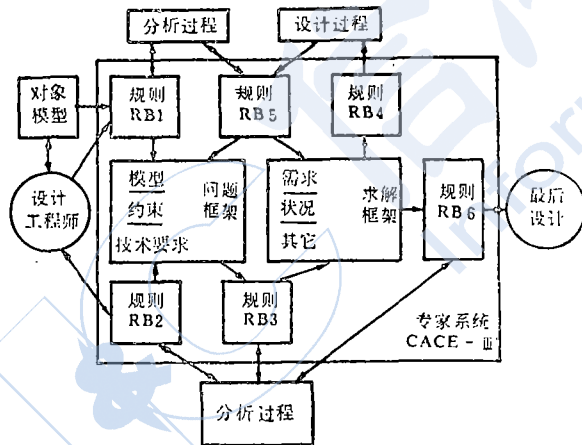 分析过程
设计过程
对象
模型
规则
RB1
规则
RB5
规则
RB4
设计
工程师
模型
约束
技术要求
问题
框架
需求
状况
其它
求解
框架
规则
RB6
最后
设计
规则
RB2
规则
RB3
专家系统
CACE - Ⅲ
分析过程
&
Inform